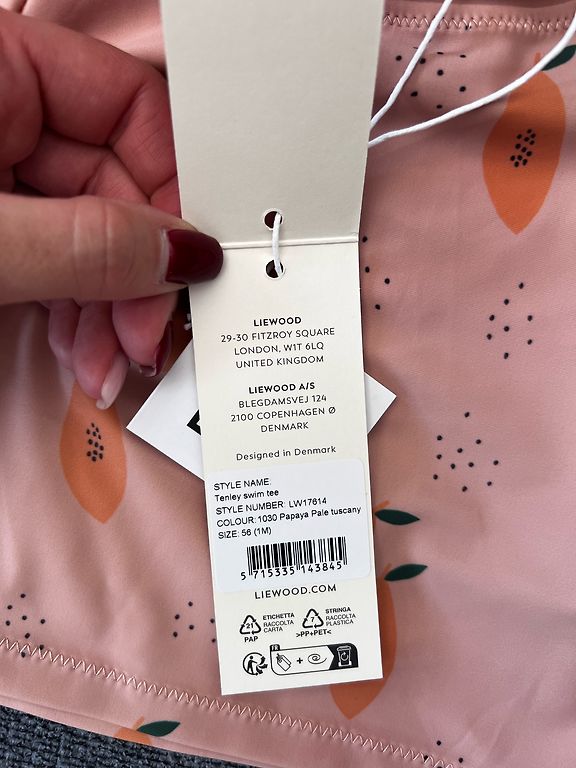 LIEWOOD
29-30 FITZROY SQUARE
LONDON, W1T 6LQ
UNITED KINGDOM
LIEWOOD A/S
BLEGDAMSVEJ 124
2100 COPENHAGEN Ø
DENMARK
Designed in Denmark
STYLE NAME:
Tenley swim tee
STYLE NUMBER: LW17614
COLOUR: 1030 Papaya Pale tuscany
SIZE: 56 (1M)
5 715335 143845
LIEWOOD.COM
21
PAP
ETICHETTA
RACCOLTA
CARTA
7
>PP+PET<
STRINGA
RACCOLTA
PLASTICA
FR
+